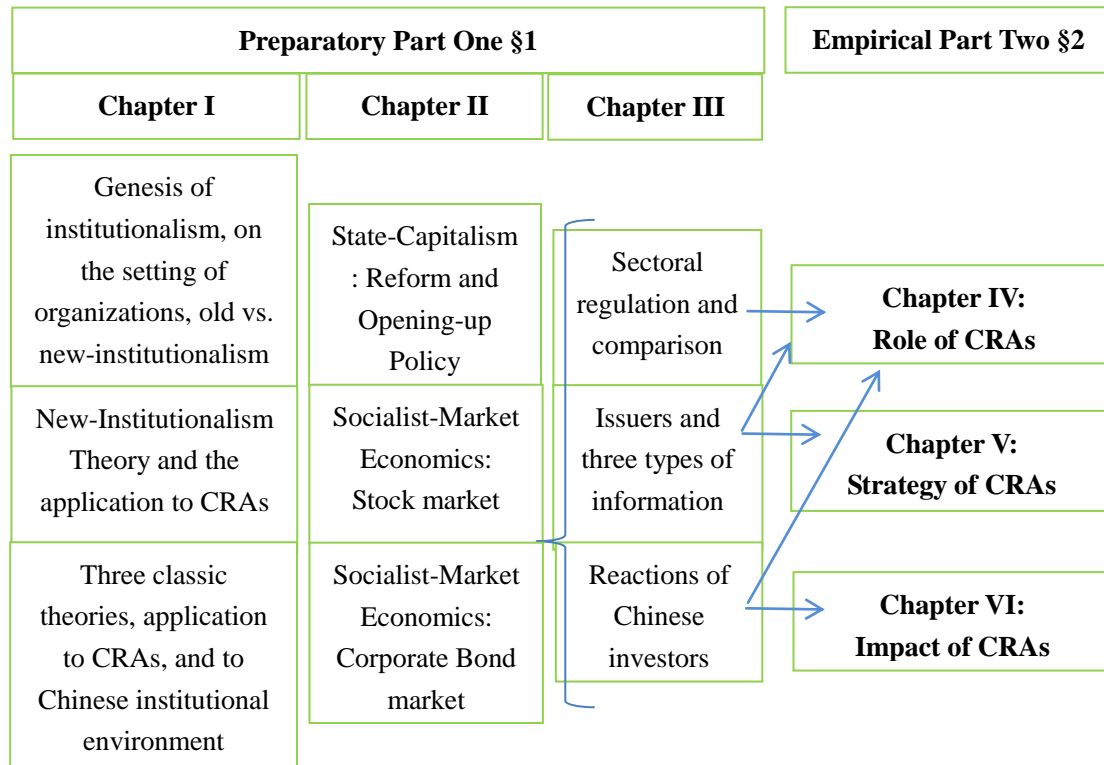 Preparatory Part One §1
Empirical Part Two §2
Chapter I
Chapter II
Chapter III
Genesis of
institutionalism, on
the setting of
organizations, old vs.
new-institutionalism
New-Institutionalism
Theory and the
application to CRAs
Three classic
theories, application
to CRAs, and to
Chinese institutional
environment
State-Capitalism
: Reform and
Opening-up
Policy
Socialist-Market
Economics:
Stock market
Socialist-Market
Economics:
Corporate Bond
market
Sectoral
regulation and
comparison
Issuers and
three types of
information
Reactions of
Chinese
investors
Chapter IV:
Role of CRAs
Chapter V:
Strategy of CRAs
Chapter VI:
Impact of CRAs